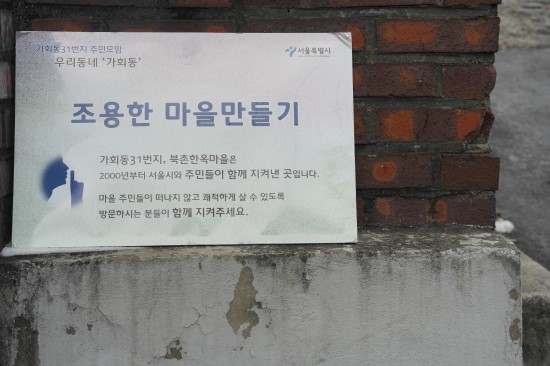 가회동31번지 주민모임
우리동네 '가회동'
서울특별시
조용한 마을만들기
가회동31번지, 북촌한옥마을은
2000년부터 서울시와 주민들이 함께 지켜낸 곳입니다.
마을 주민들이 떠나지 않고 쾌적하게 살 수 있도록
방문하시는 분들이 함께 지켜주세요.